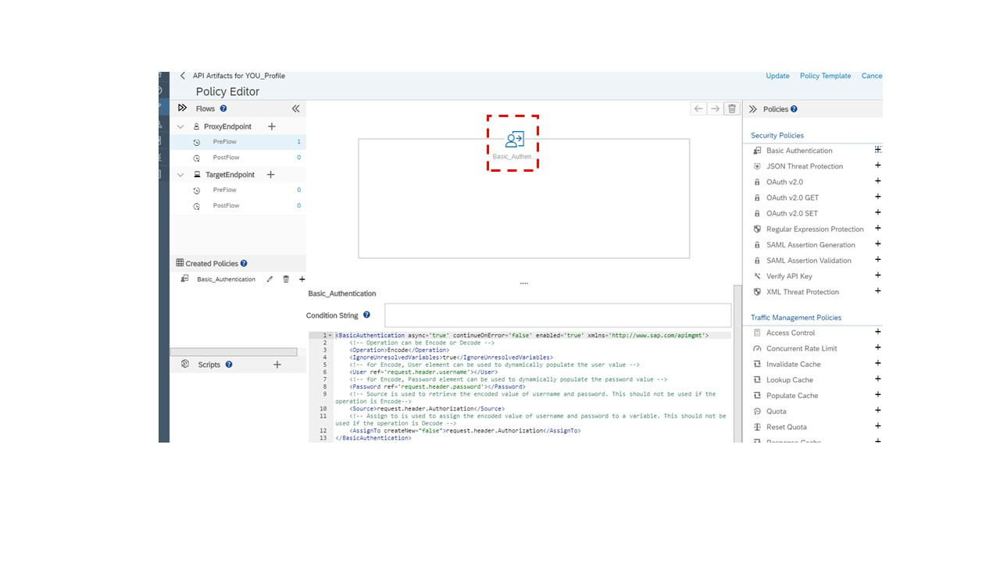 API Artifacts for YOU_Profile
Update Policy Template Cance
Policy Editor
Flows
ProxyEndpoint
PreFlow 1
PostFlow 0
TargetEndpoint
PreFlow 0
PostFlow 0
Created Policies
Basic_Authentication
Scripts
Basic_Authen...
Basic_Authentication
Condition String
1 <BasicAuthentication async='true' continueOnError='false' enabled='true' xmlns='http://www.sap.com/apimgmt'>
2 <!-- Operation can be Encode or Decode -->
3 <Operation>Encode</Operation>
4 <IgnoreUnresolvedVariables>true</IgnoreUnresolvedVariables>
5 <!-- for Encode, User element can be used to dynamically populate the user value -->
6 <User ref='request.header.username'></User>
7 <!-- for Encode, Password element can be used to dynamically populate the password value -->
8 <Password ref='request.header.password'></Password>
9 <!-- Source is used to retrieve the encoded value of username and password. This should not be used if the
operation is Encode-->
10 <Source>request.header.Authorization</Source>
11 <!-- Assign to is used to assign the encoded value of username and password to a variable. This should not be
used if the operation is Decode -->
12 <AssignTo createNew="false">request.header.Authorization</AssignTo>
13 </BasicAuthentication>
Policies
Security Policies
Basic Authentication
JSON Threat Protection
OAuth v2.0
OAuth v2.0 GET
OAuth v2.0 SET
Regular Expression Protection
SAML Assertion Generation
SAML Assertion Validation
Verify API Key
XML Threat Protection
Traffic Management Policies
Access Control
Concurrent Rate Limit
Invalidate Cache
Lookup Cache
Populate Cache
Quota
Reset Quota
Response Cache